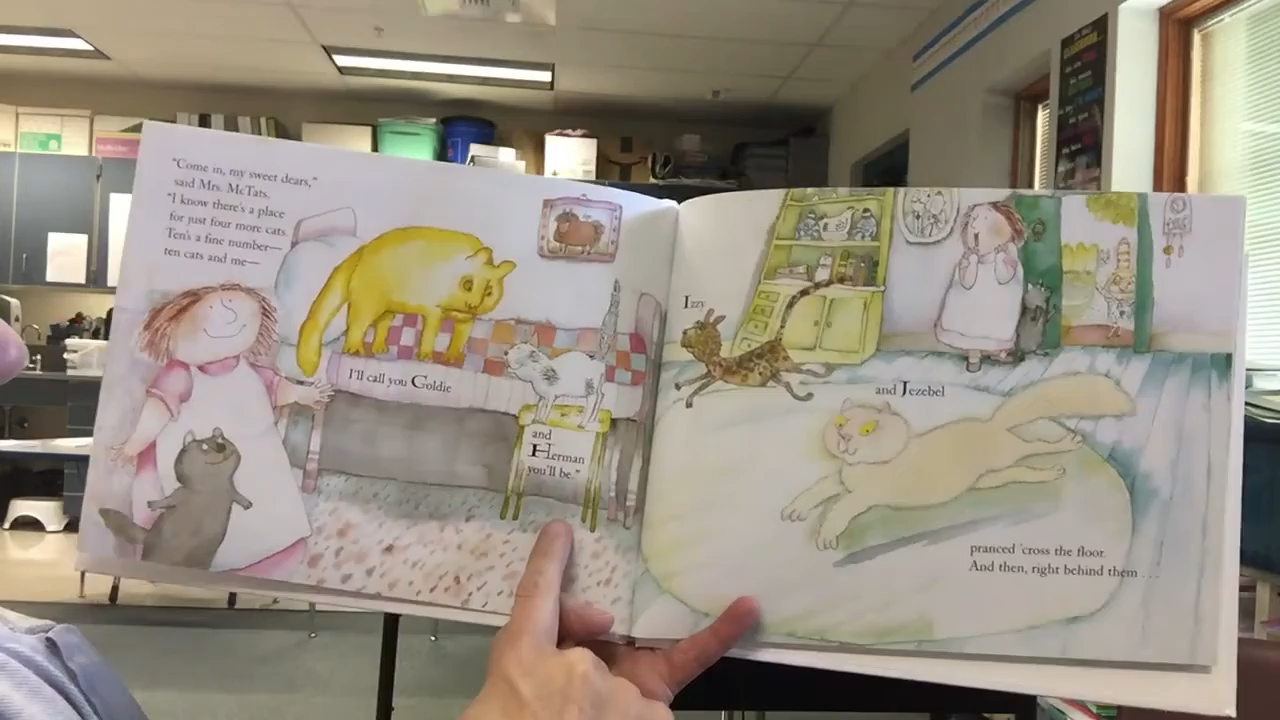 "Come in, my sweet dears,"
said Mrs. McTats.
"I know there's a place
for just four more cats.
Ten's a fine number—
ten cats and me—
I'll call you Goldie
and
Herman
you'll be."
Izzy
and Jezebel
pranced 'cross the floor.
And then, right behind them . . .